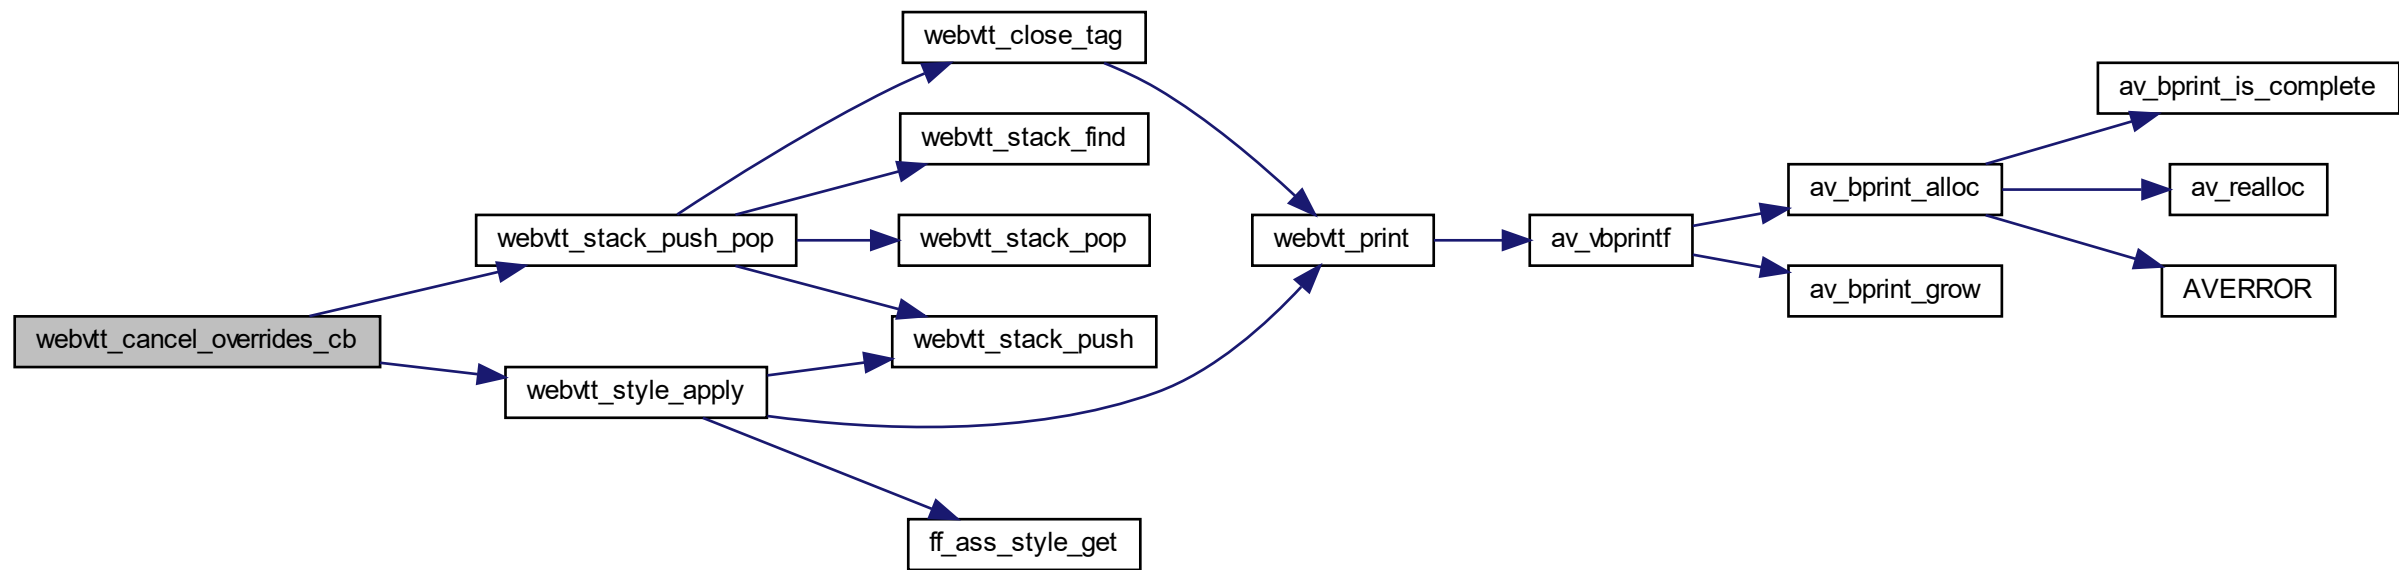 webvtt_close_tag
av_bprint_is_complete
webvtt_stack_find
av_bprint_alloc
av_realloc
webvtt_stack_push_pop
webvtt_stack_pop
webvtt_print
av_vbprintf
av_bprint_grow
AVERROR
webvtt_cancel_overrides_cb
webvtt_stack_push
webvtt_style_apply
ff_ass_style_get